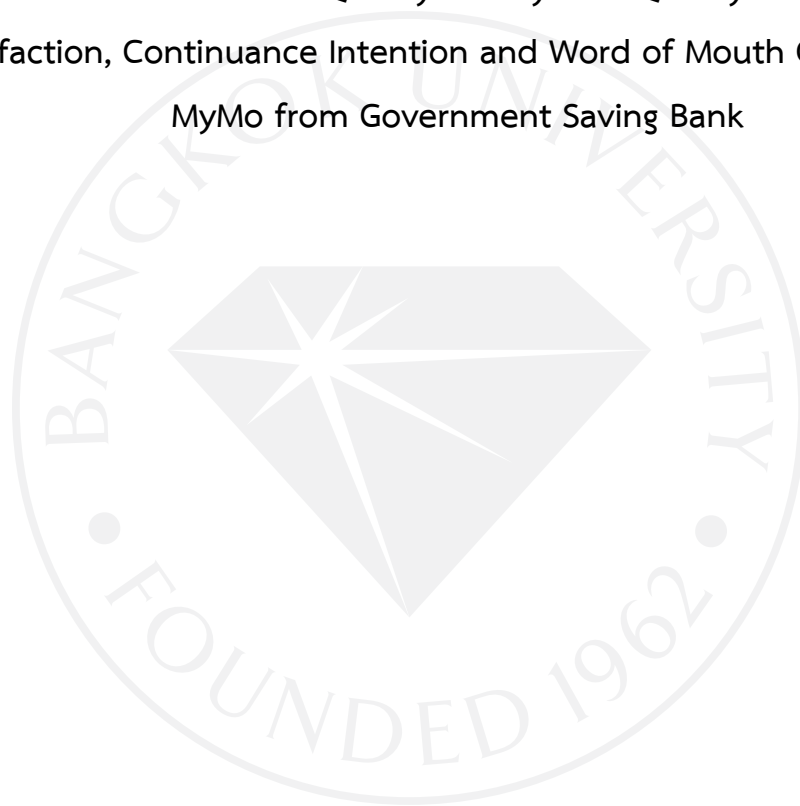 faction, Continuance Intention and Word of Mouth
MyMo from Government Saving Bank
BANGKOK UNIVERSITY
FOUNDED 1962